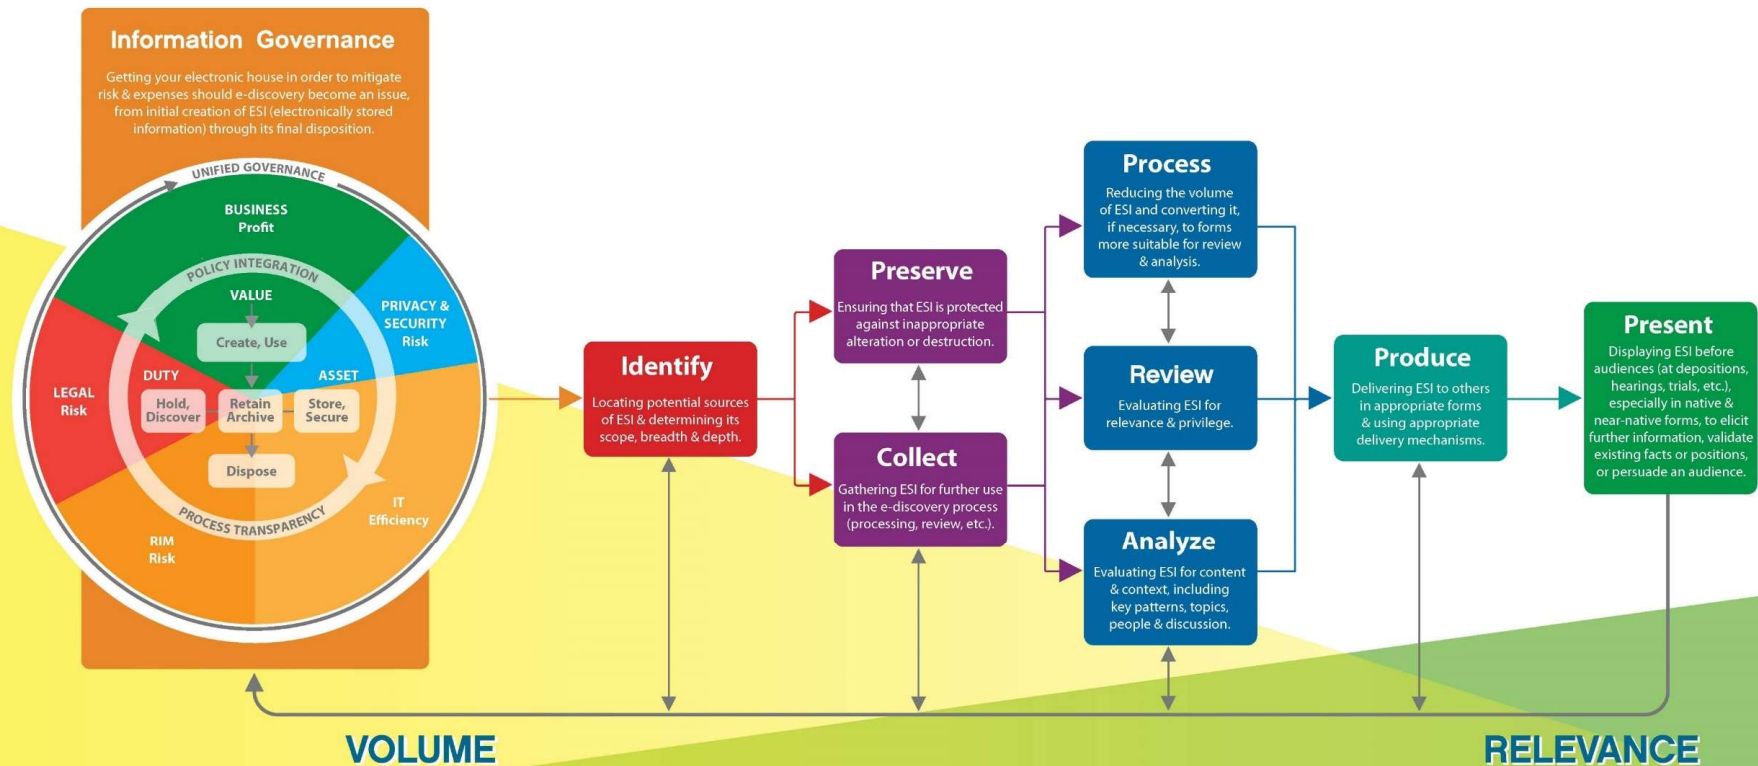 Information Governance
Getting your electronic house in order to mitigate
risk & expenses should e-discovery become an issue,
from initial creation of ESI (electronically stored
information) through its final disposition.
UNIFIED GOVERNANCE
BUSINESS
Profit
POLICY INTEGRATION
VALUE
Create, Use
PRIVACY &
SECURITY
Risk
DUTY
ASSET
LEGAL
Risk
Hold,
Discover
Retain
Archive
Store,
Secure
Dispose
IT
Efficiency
PROCESS TRANSPARENCY
RIM
Risk
Identify
Locating potential sources
of ESI & determining its
scope, breadth & depth.
Preserve
Ensuring that ESI is protected
against inappropriate
alteration or destruction.
Collect
Gathering ESI for further use
in the e-discovery process
(processing, review, etc.).
Process
Reducing the volume
of ESI and converting it,
if necessary, to forms
more suitable for review
& analysis.
Review
Evaluating ESI for
relevance & privilege.
Analyze
Evaluating ESI for content
& context, including
key patterns, topics,
people & discussion.
Produce
Delivering ESI to others
in appropriate forms
& using appropriate
delivery mechanisms.
Present
Displaying ESI before
audiences (at depositions,
hearings, trials, etc.),
especially in native &
near-native forms, to elicit
further information, validate
existing facts or positions,
or persuade an audience.
VOLUME
RELEVANCE